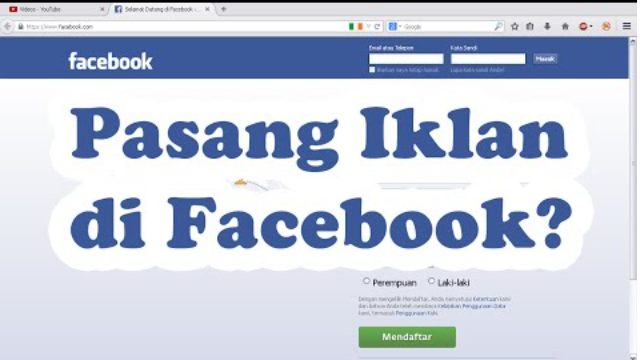 Videos - YouTube
Selamat Datang di Facebook -
https://www.facebook.com
Google
facebook
Email atau Telepon
Kata Sandi
Masuk
Biarkan saya tetap masuk
Lupa kata sandi Anda?
Pasang Iklan
di Facebook?
Perempuan Laki-laki
Dengan mengeklik Mendaftar, Anda menyetujui Ketentuan Kami
dan bahwa Anda telah membaca Kebijakan Penggunaan Data
kami, termasuk Penggunaan Kuki.
Mendaftar